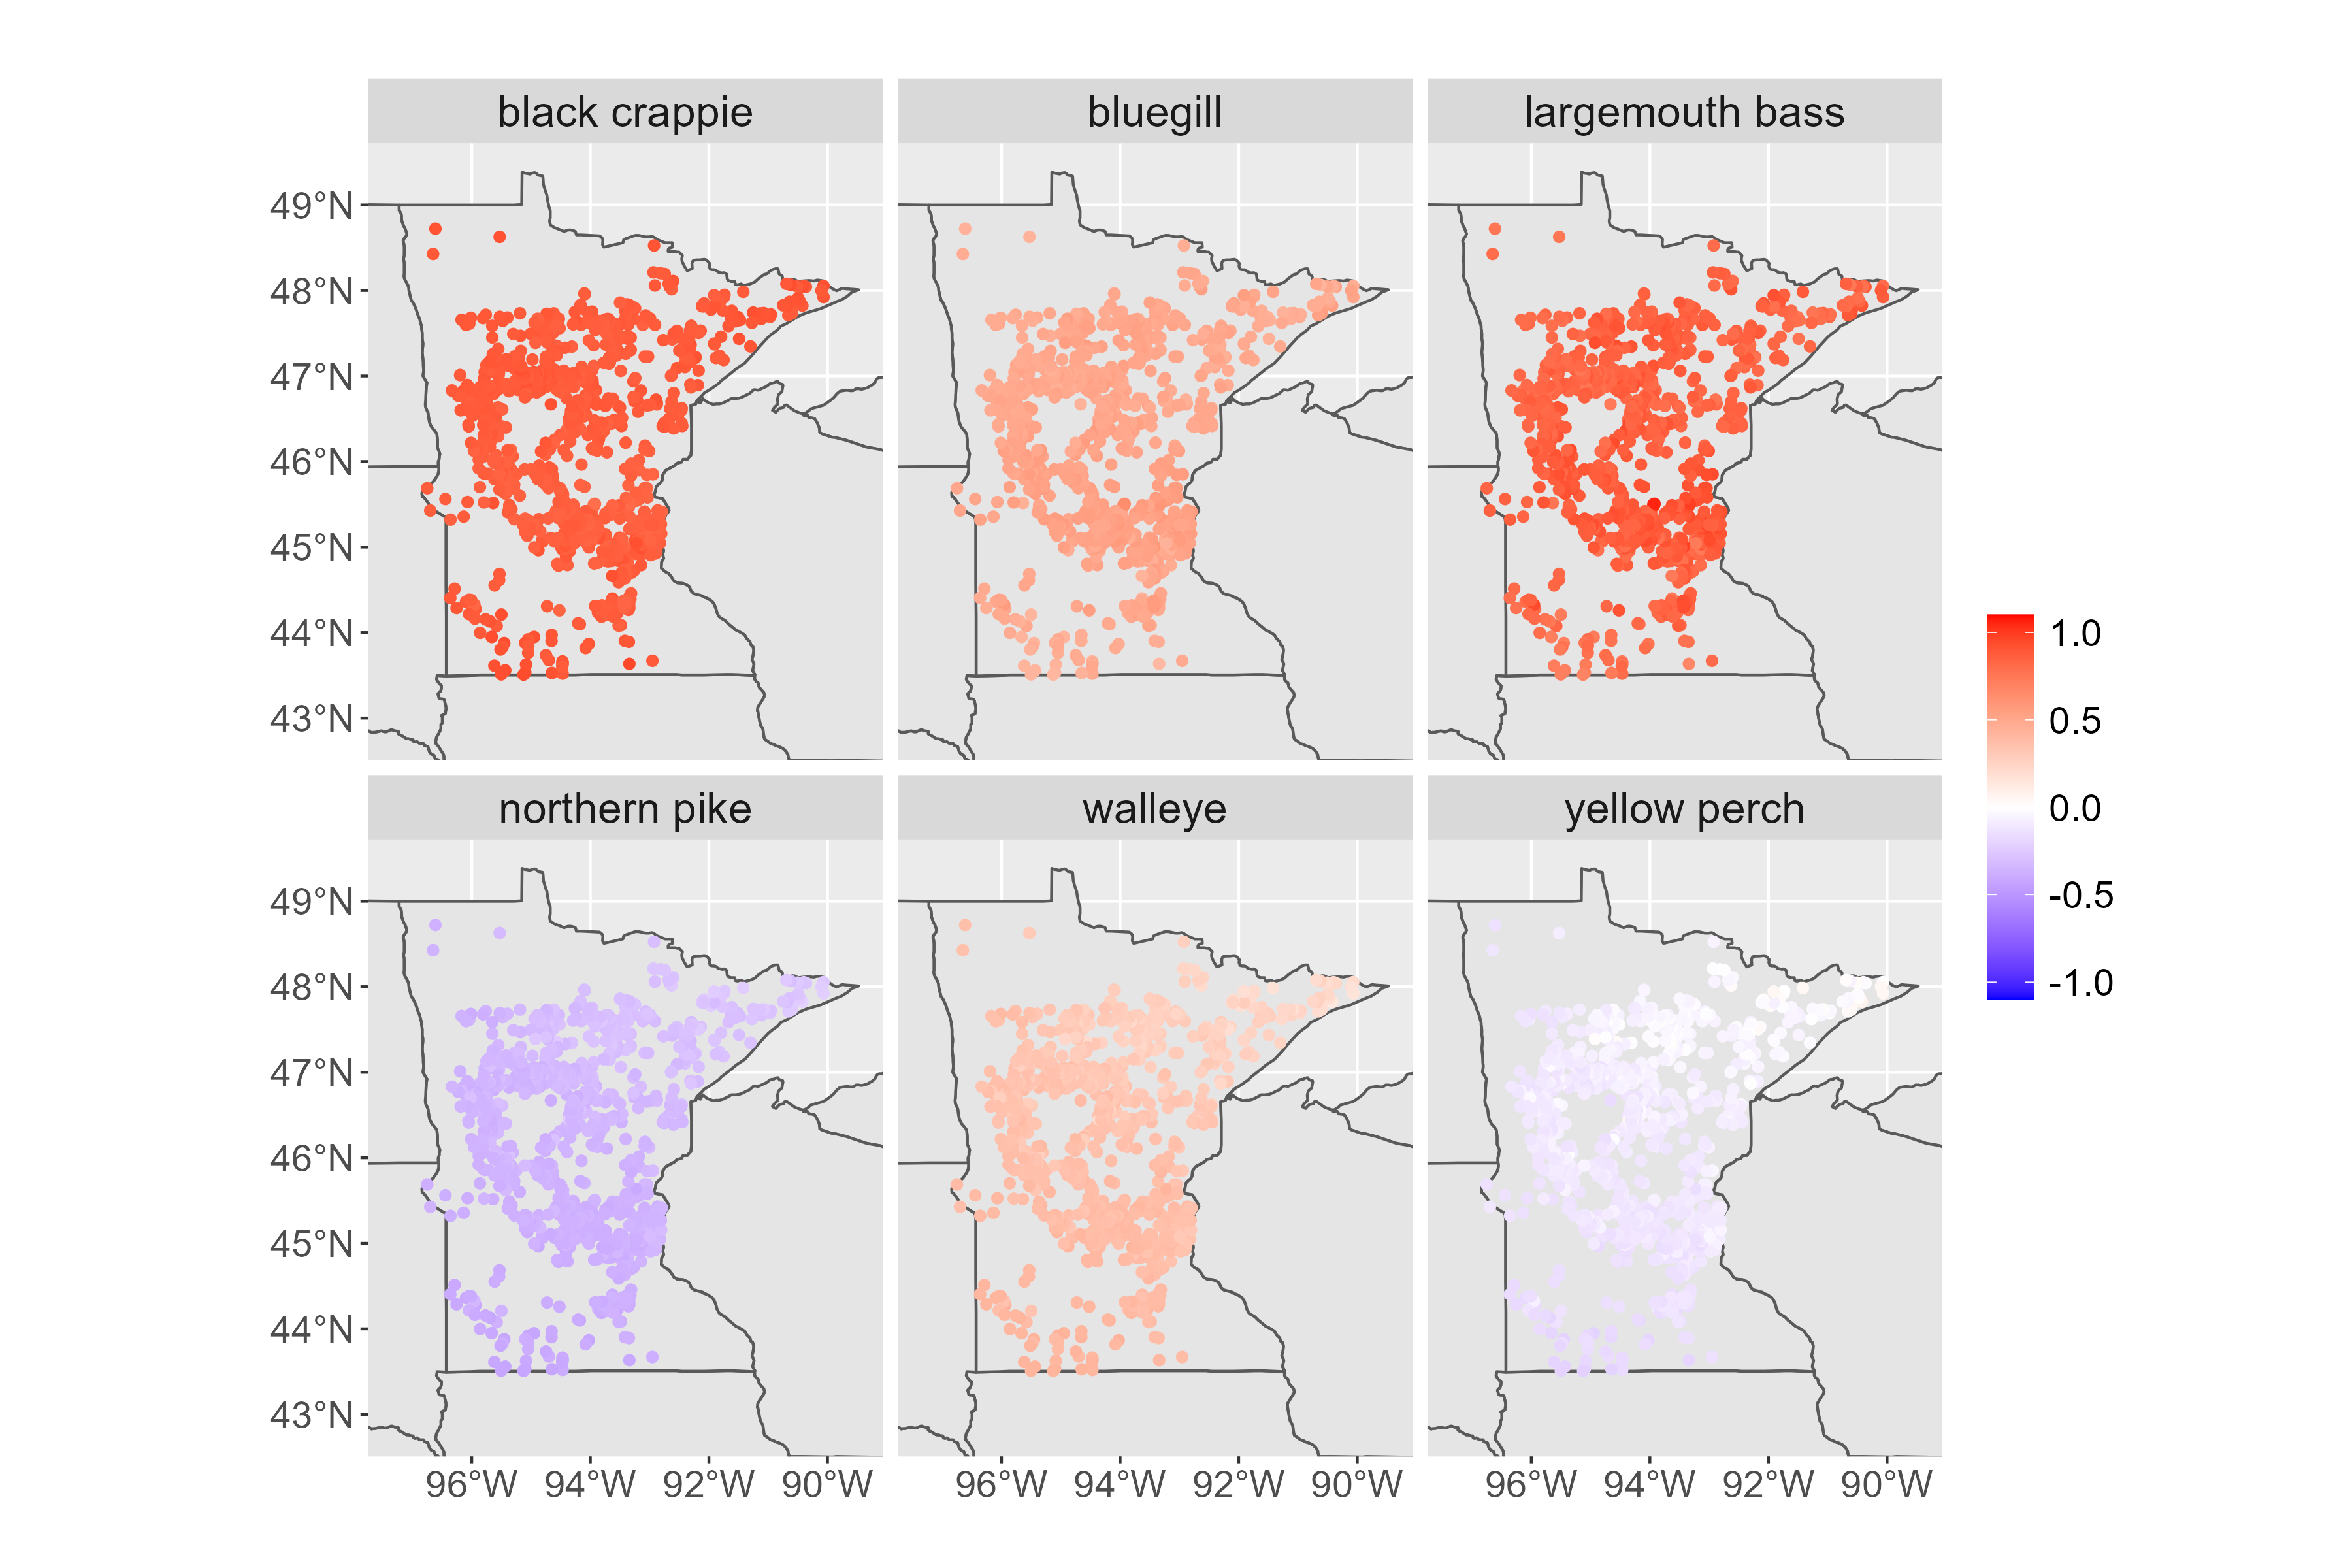 black crappie
bluegill
largemouth bass
49°N
48°N
47°N
46°N
45°N
44°N
43°N
northern pike
walleye
yellow perch
49°N
48°N
47°N
46°N
45°N
44°N
43°N
96°W 94°W 92°W 90°W
96°W 94°W 92°W 90°W
96°W 94°W 92°W 90°W
1.0
0.5
0.0
-0.5
-1.0